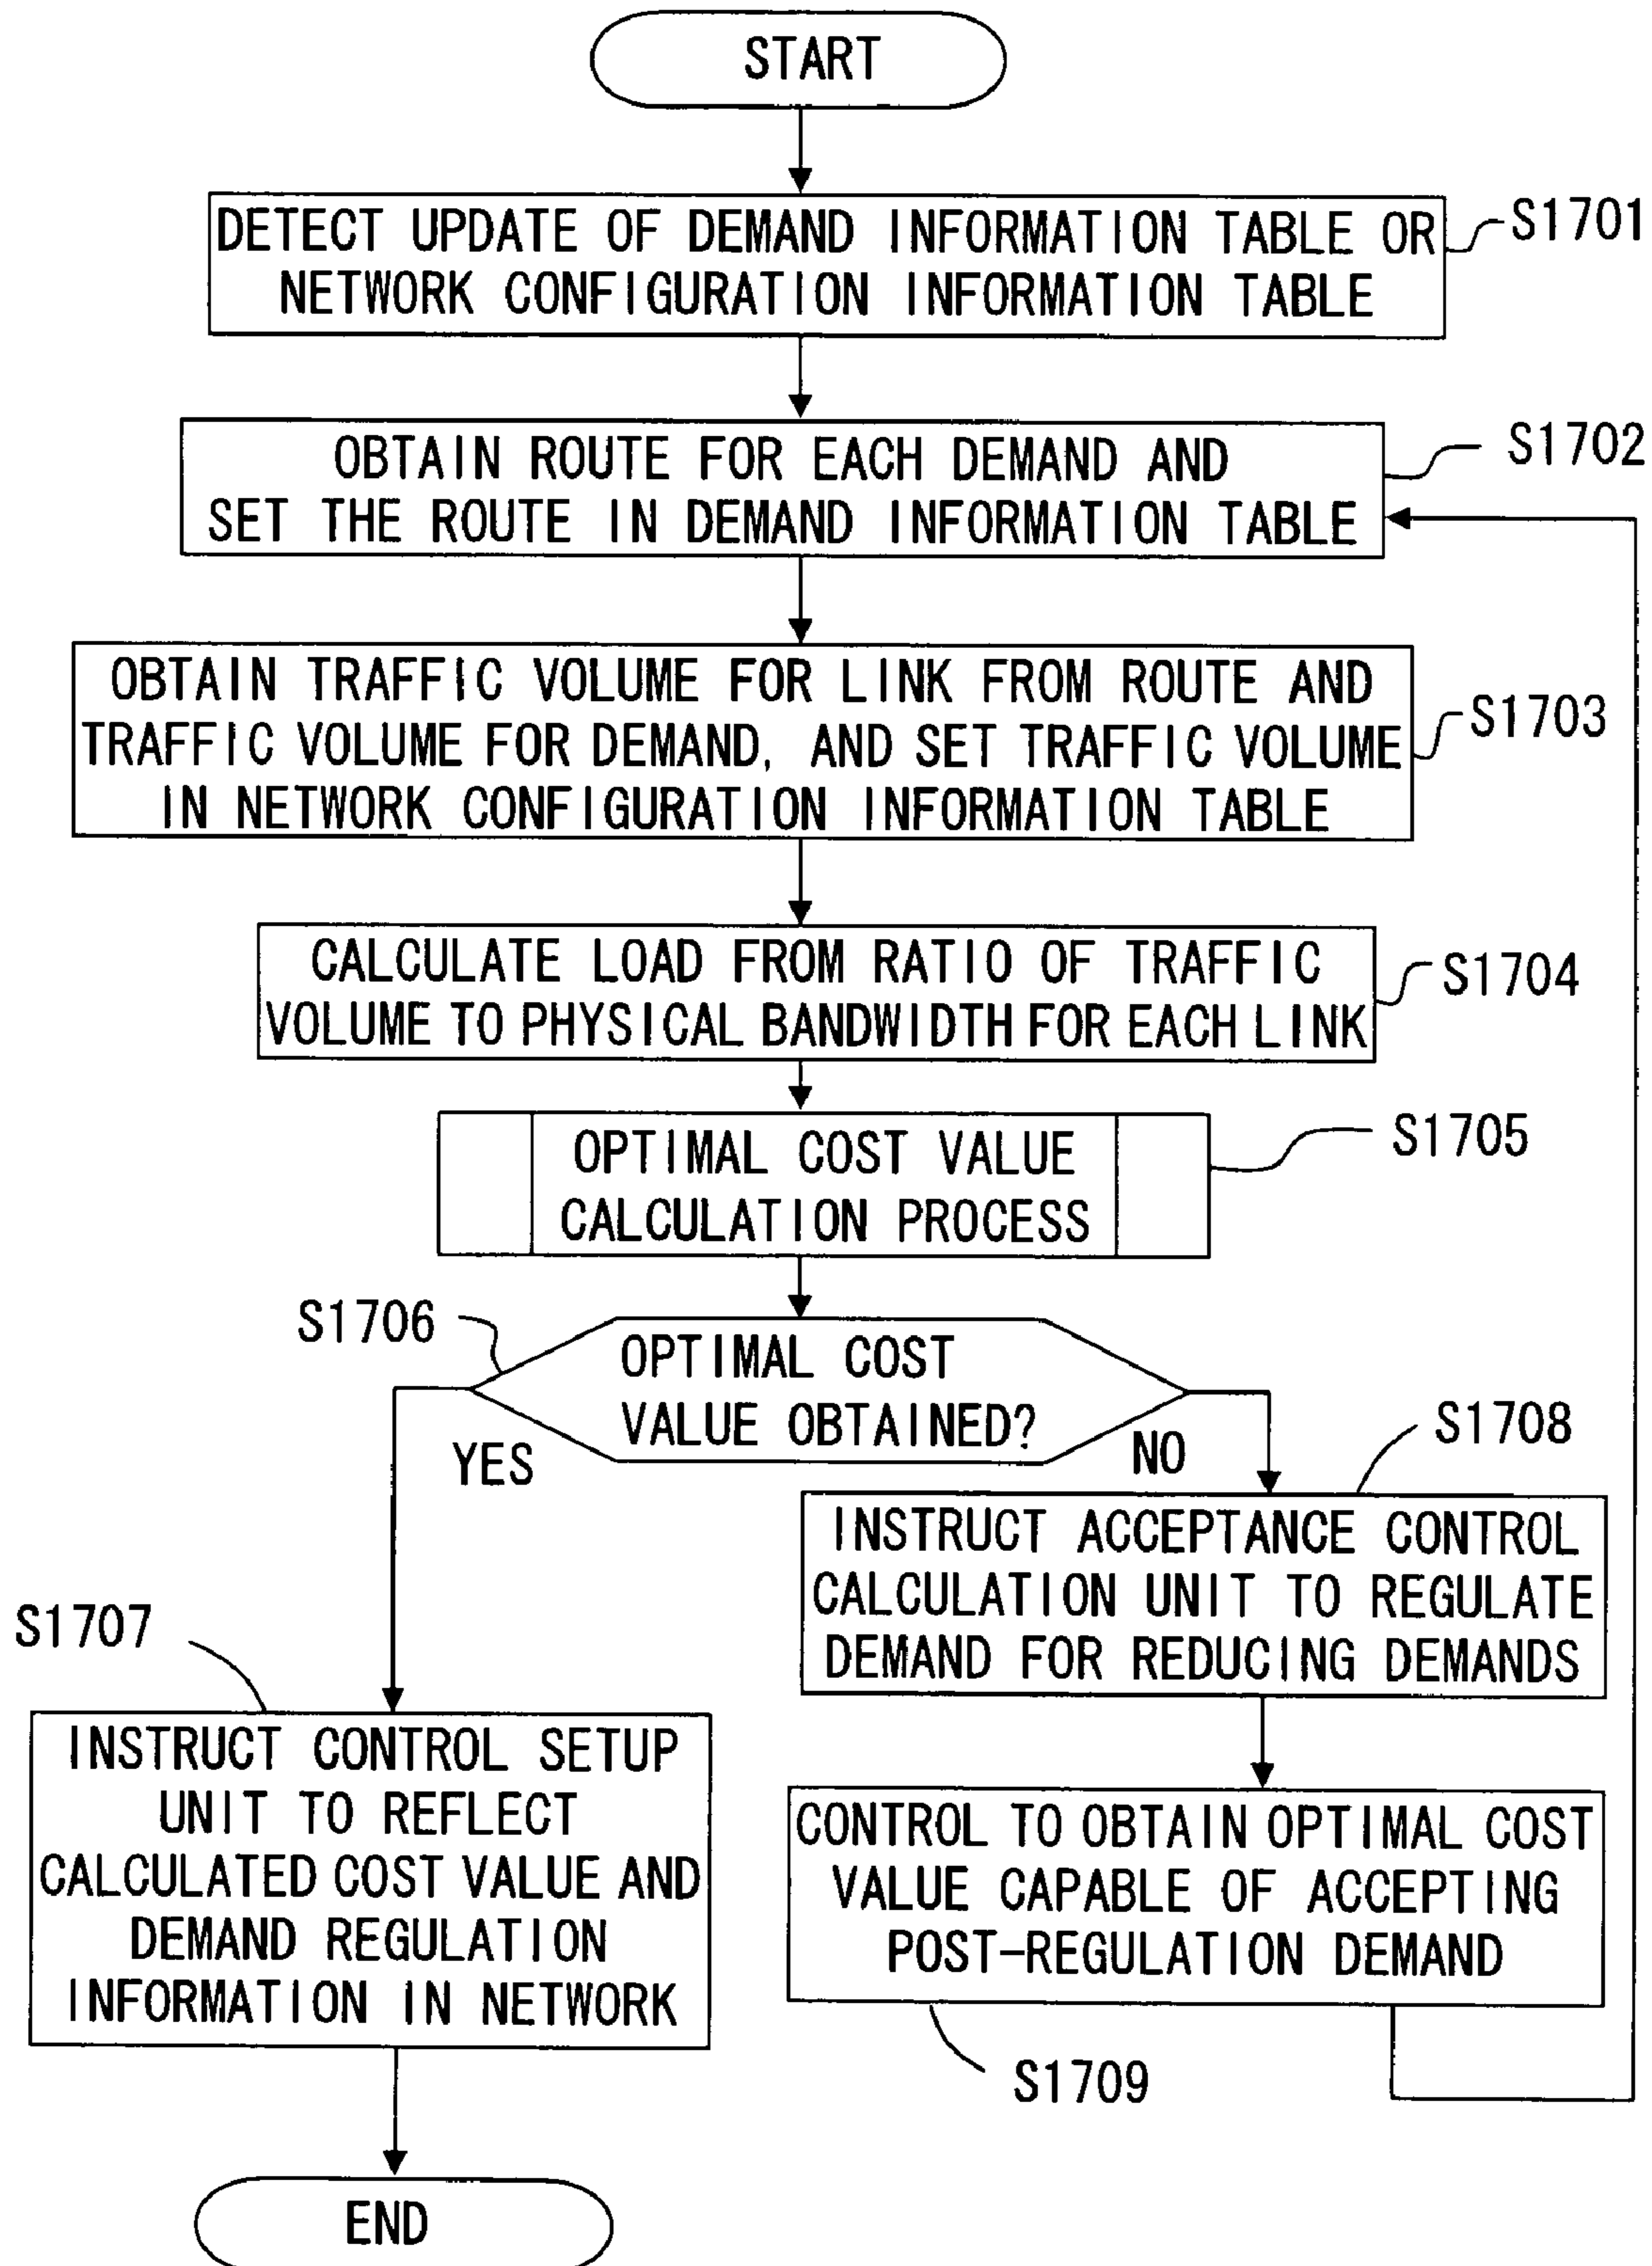 START
DETECT UPDATE OF DEMAND INFORMATION TABLE OR
NETWORK CONFIGURATION INFORMATION TABLE
S1701
OBTAIN ROUTE FOR EACH DEMAND AND
SET THE ROUTE IN DEMAND INFORMATION TABLE
S1702
OBTAIN TRAFFIC VOLUME FOR LINK FROM ROUTE AND
TRAFFIC VOLUME FOR DEMAND, AND SET TRAFFIC VOLUME
IN NETWORK CONFIGURATION INFORMATION TABLE
S1703
CALCULATE LOAD FROM RATIO OF TRAFFIC
VOLUME TO PHYSICAL BANDWIDTH FOR EACH LINK
S1704
OPTIMAL COST VALUE
CALCULATION PROCESS
S1705
S1706
OPTIMAL COST
VALUE OBTAINED?
YES
NO
S1708
INSTRUCT ACCEPTANCE CONTROL
CALCULATION UNIT TO REGULATE
DEMAND FOR REDUCING DEMANDS
S1707
INSTRUCT CONTROL SETUP
UNIT TO REFLECT
CALCULATED COST VALUE AND
DEMAND REGULATION
INFORMATION IN NETWORK
CONTROL TO OBTAIN OPTIMAL COST
VALUE CAPABLE OF ACCEPTING
POST-REGULATION DEMAND
S1709
END